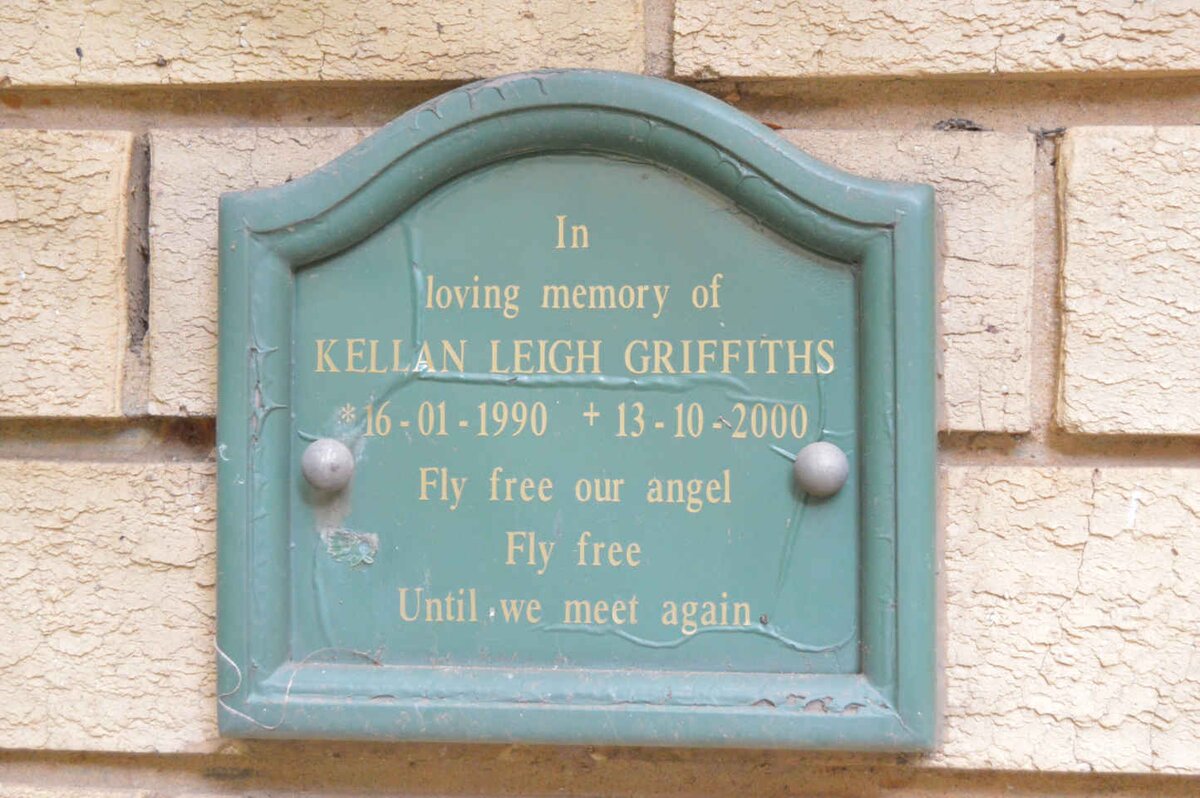 In
loving memory of
KELLAN LEIGH GRIFFITHS
*16-01-1990 + 13-10-2000
Fly free our angel
Fly free
Until we meet again